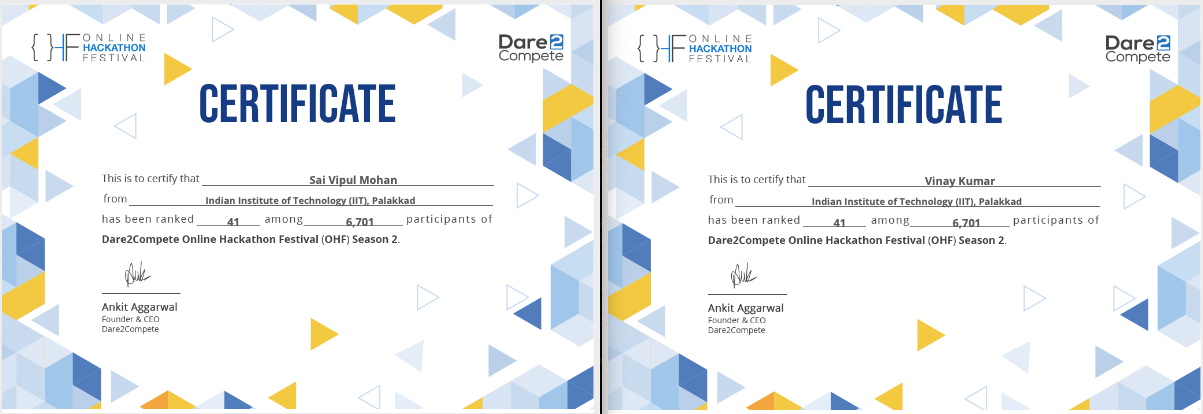 { } HF ONLINE
HACKATHON
FESTIVAL
Dare2
Compete
CERTIFICATE
This is to certify that Sai Vipul Mohan
from Indian Institute of Technology (IIT), Palakkad
has been ranked 41 among 6,701 participants of
Dare2Compete Online Hackathon Festival (OHF) Season 2.
Ankit Aggarwal
Founder & CEO
Dare2Compete
{ } HF ONLINE
HACKATHON
FESTIVAL
Dare2
Compete
CERTIFICATE
This is to certify that Vinay Kumar
from Indian Institute of Technology (IIT), Palakkad
has been ranked 41 among 6,701 participants of
Dare2Compete Online Hackathon Festival (OHF) Season 2.
Ankit Aggarwal
Founder & CEO
Dare2Compete